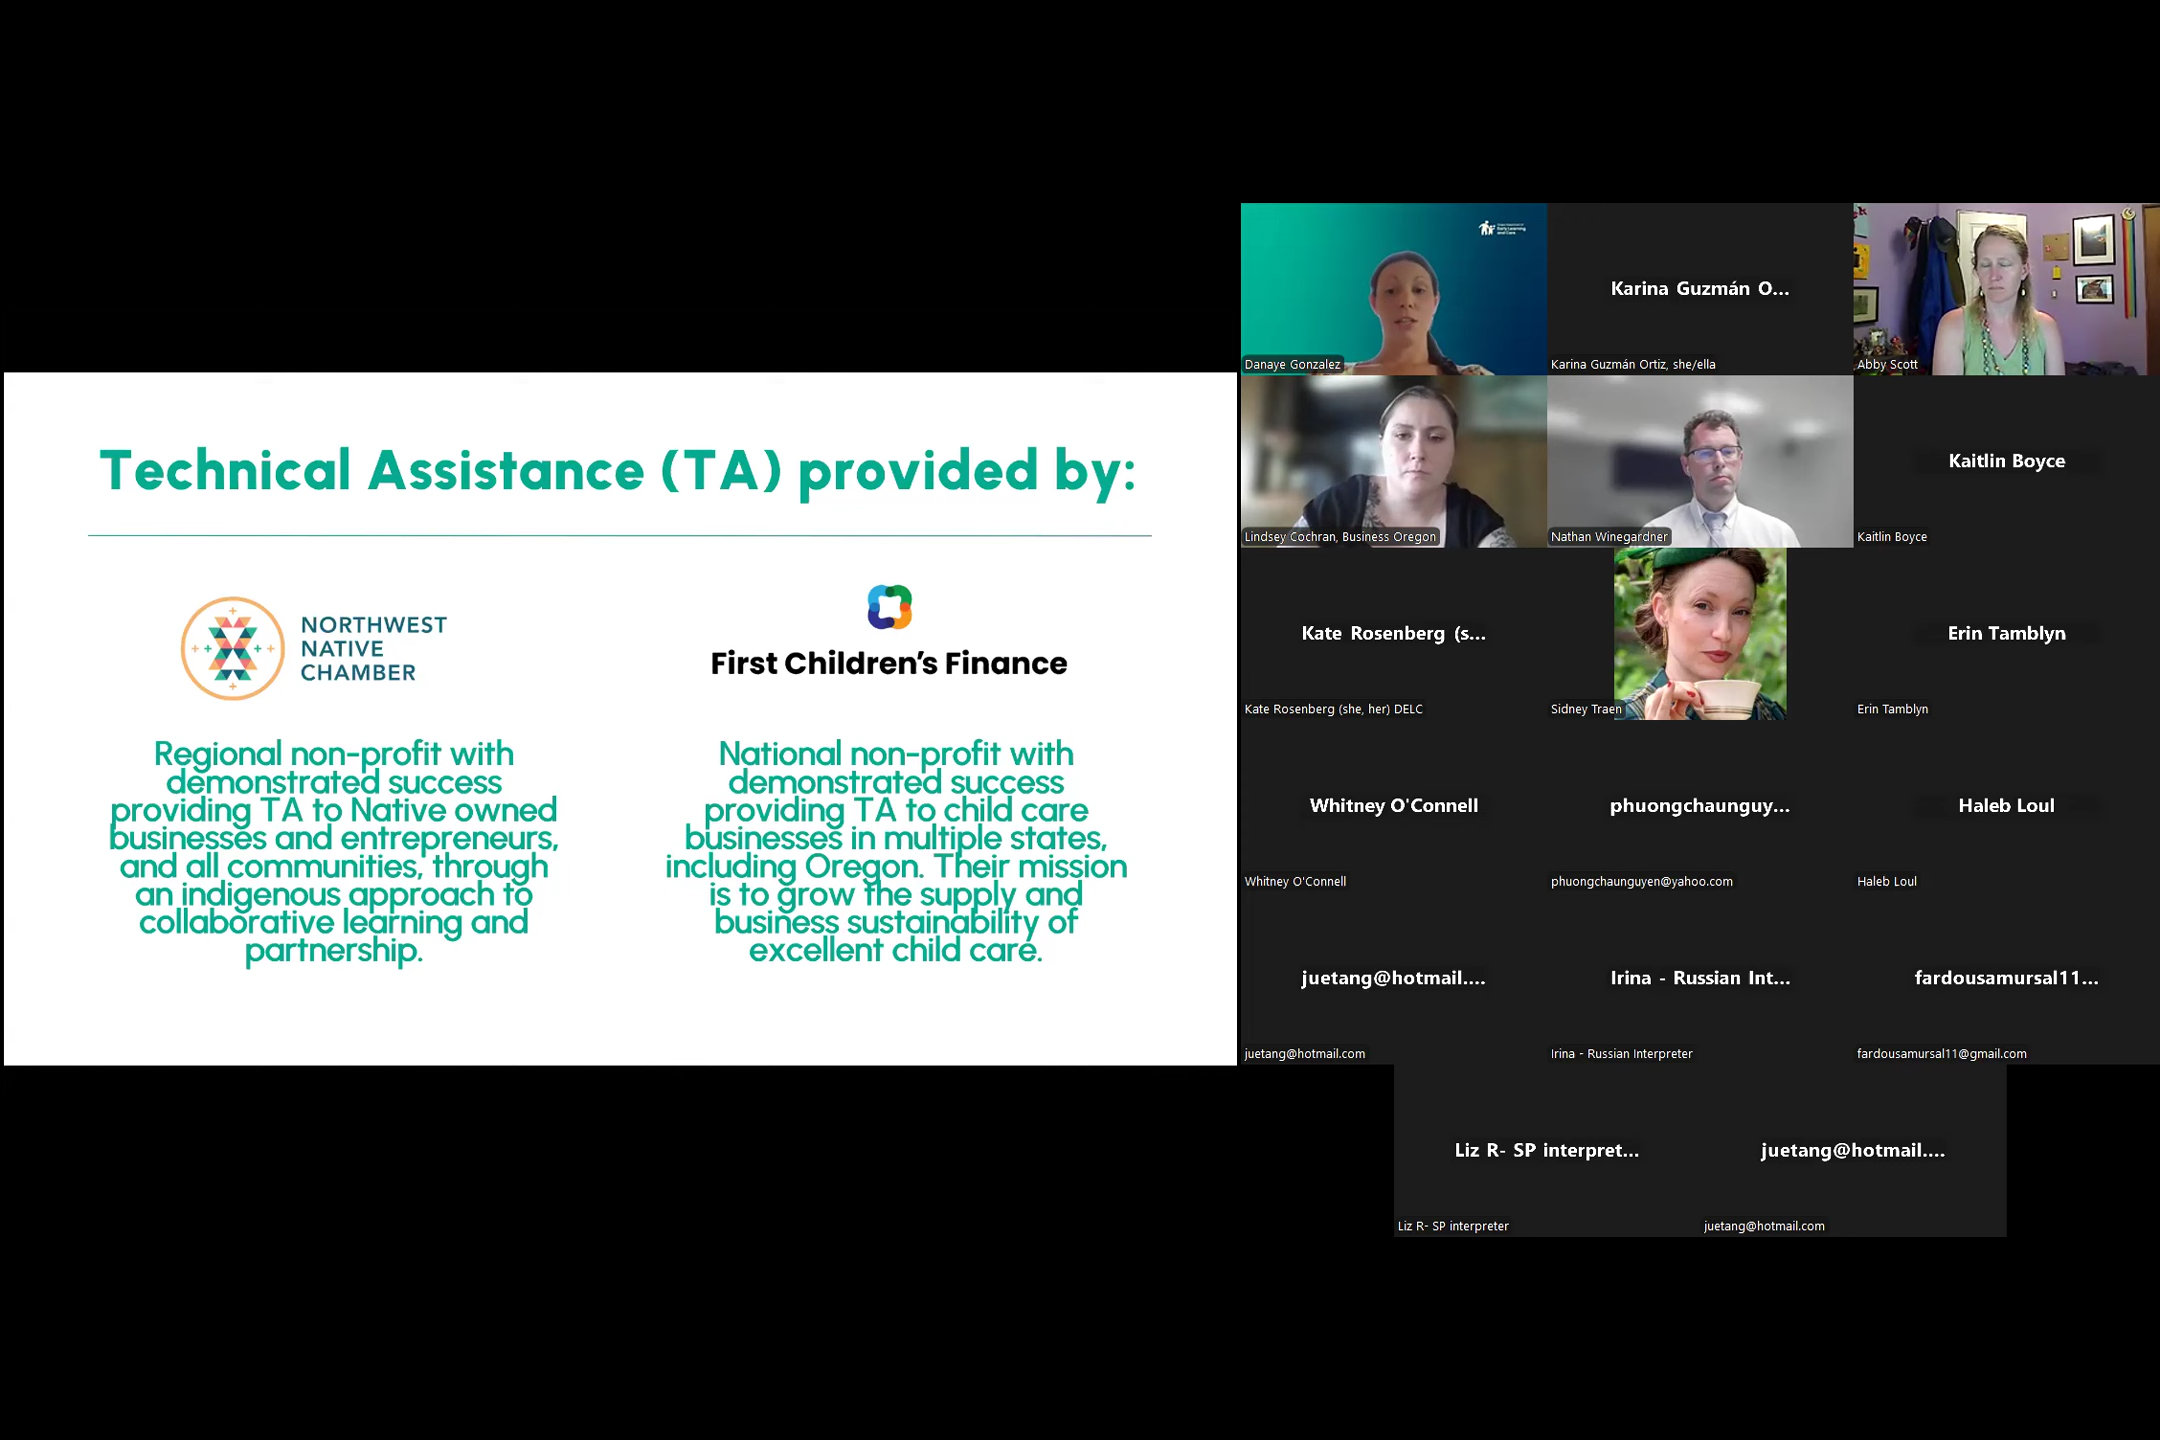 Technical Assistance (TA) provided by:
NORTHWEST
NATIVE
CHAMBER
Regional non-profit with
demonstrated success
providing TA to Native owned
businesses and entrepreneurs,
and all communities, through
an indigenous approach to
collaborative learning and
partnership.
First Children's Finance
National non-profit with
demonstrated success
providing TA to child care
businesses in multiple states,
including Oregon. Their mission
is to grow the supply and
business sustainability of
excellent child care.
Early Learning
and Care
Danaye Gonzalez
Karina Guzmán O...
Karina Guzmán Ortiz, she/ella
Abby Scott
Lindsey Cochran, Business Oregon
Nathan Winegardner
Kaitlin Boyce
Kaitlin Boyce
Kate Rosenberg (s...
Kate Rosenberg (she, her) DELC
Sidney Traen
Erin Tamblyn
Erin Tamblyn
Whitney O'Connell
Whitney O'Connell
phuongchaunguy...
phuongchaunguyen@yahoo.com
Haleb Loul
Haleb Loul
juetang@hotmail....
juetang@hotmail.com
Irina - Russian Int...
Irina - Russian Interpreter
fardousamursal11...
fardousamursal11@gmail.com
Liz R- SP interpret...
Liz R- SP interpreter
juetang@hotmail....
juetang@hotmail.com